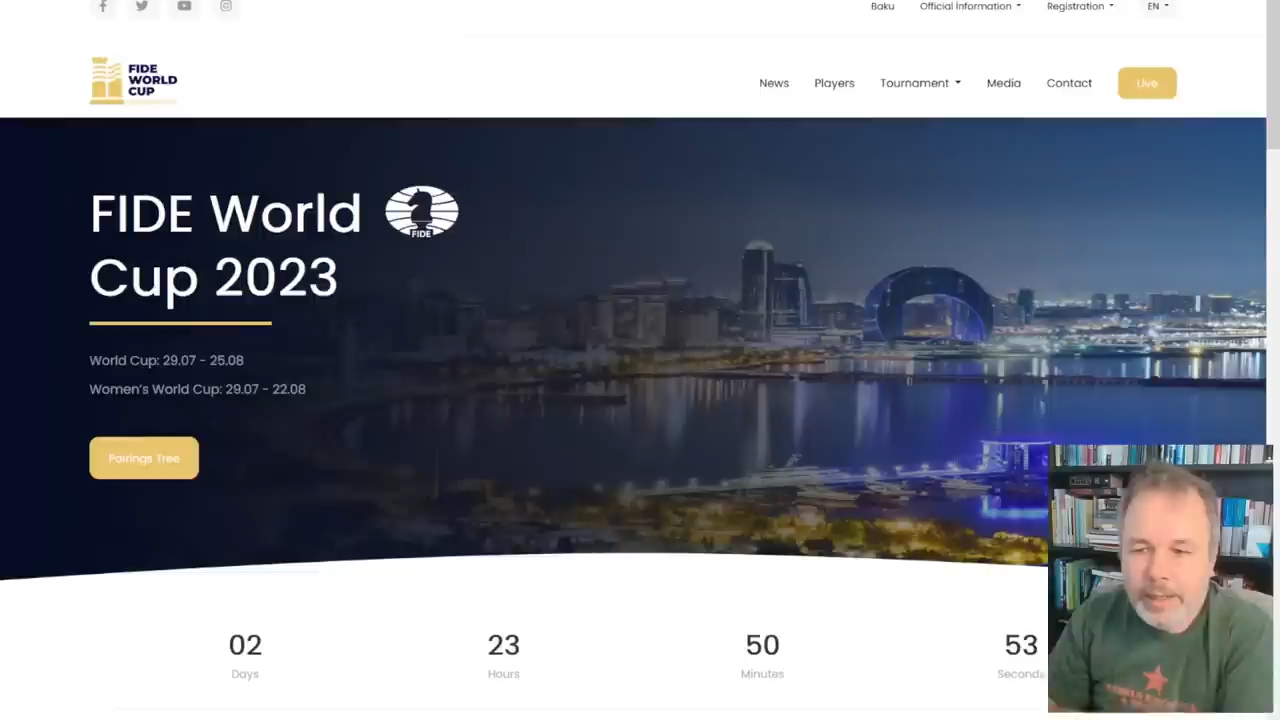 Baku
Official Information
Registration
EN
FIDE
WORLD
CUP
News
Players
Tournament
Media
Contact
Live
FIDE World
Cup 2023
FIDE
World Cup: 29.07 - 25.08
Women's World Cup: 29.07 - 22.08
Pairings Tree
02
23
50
53
Days
Hours
Minutes
Seconds
CHESS